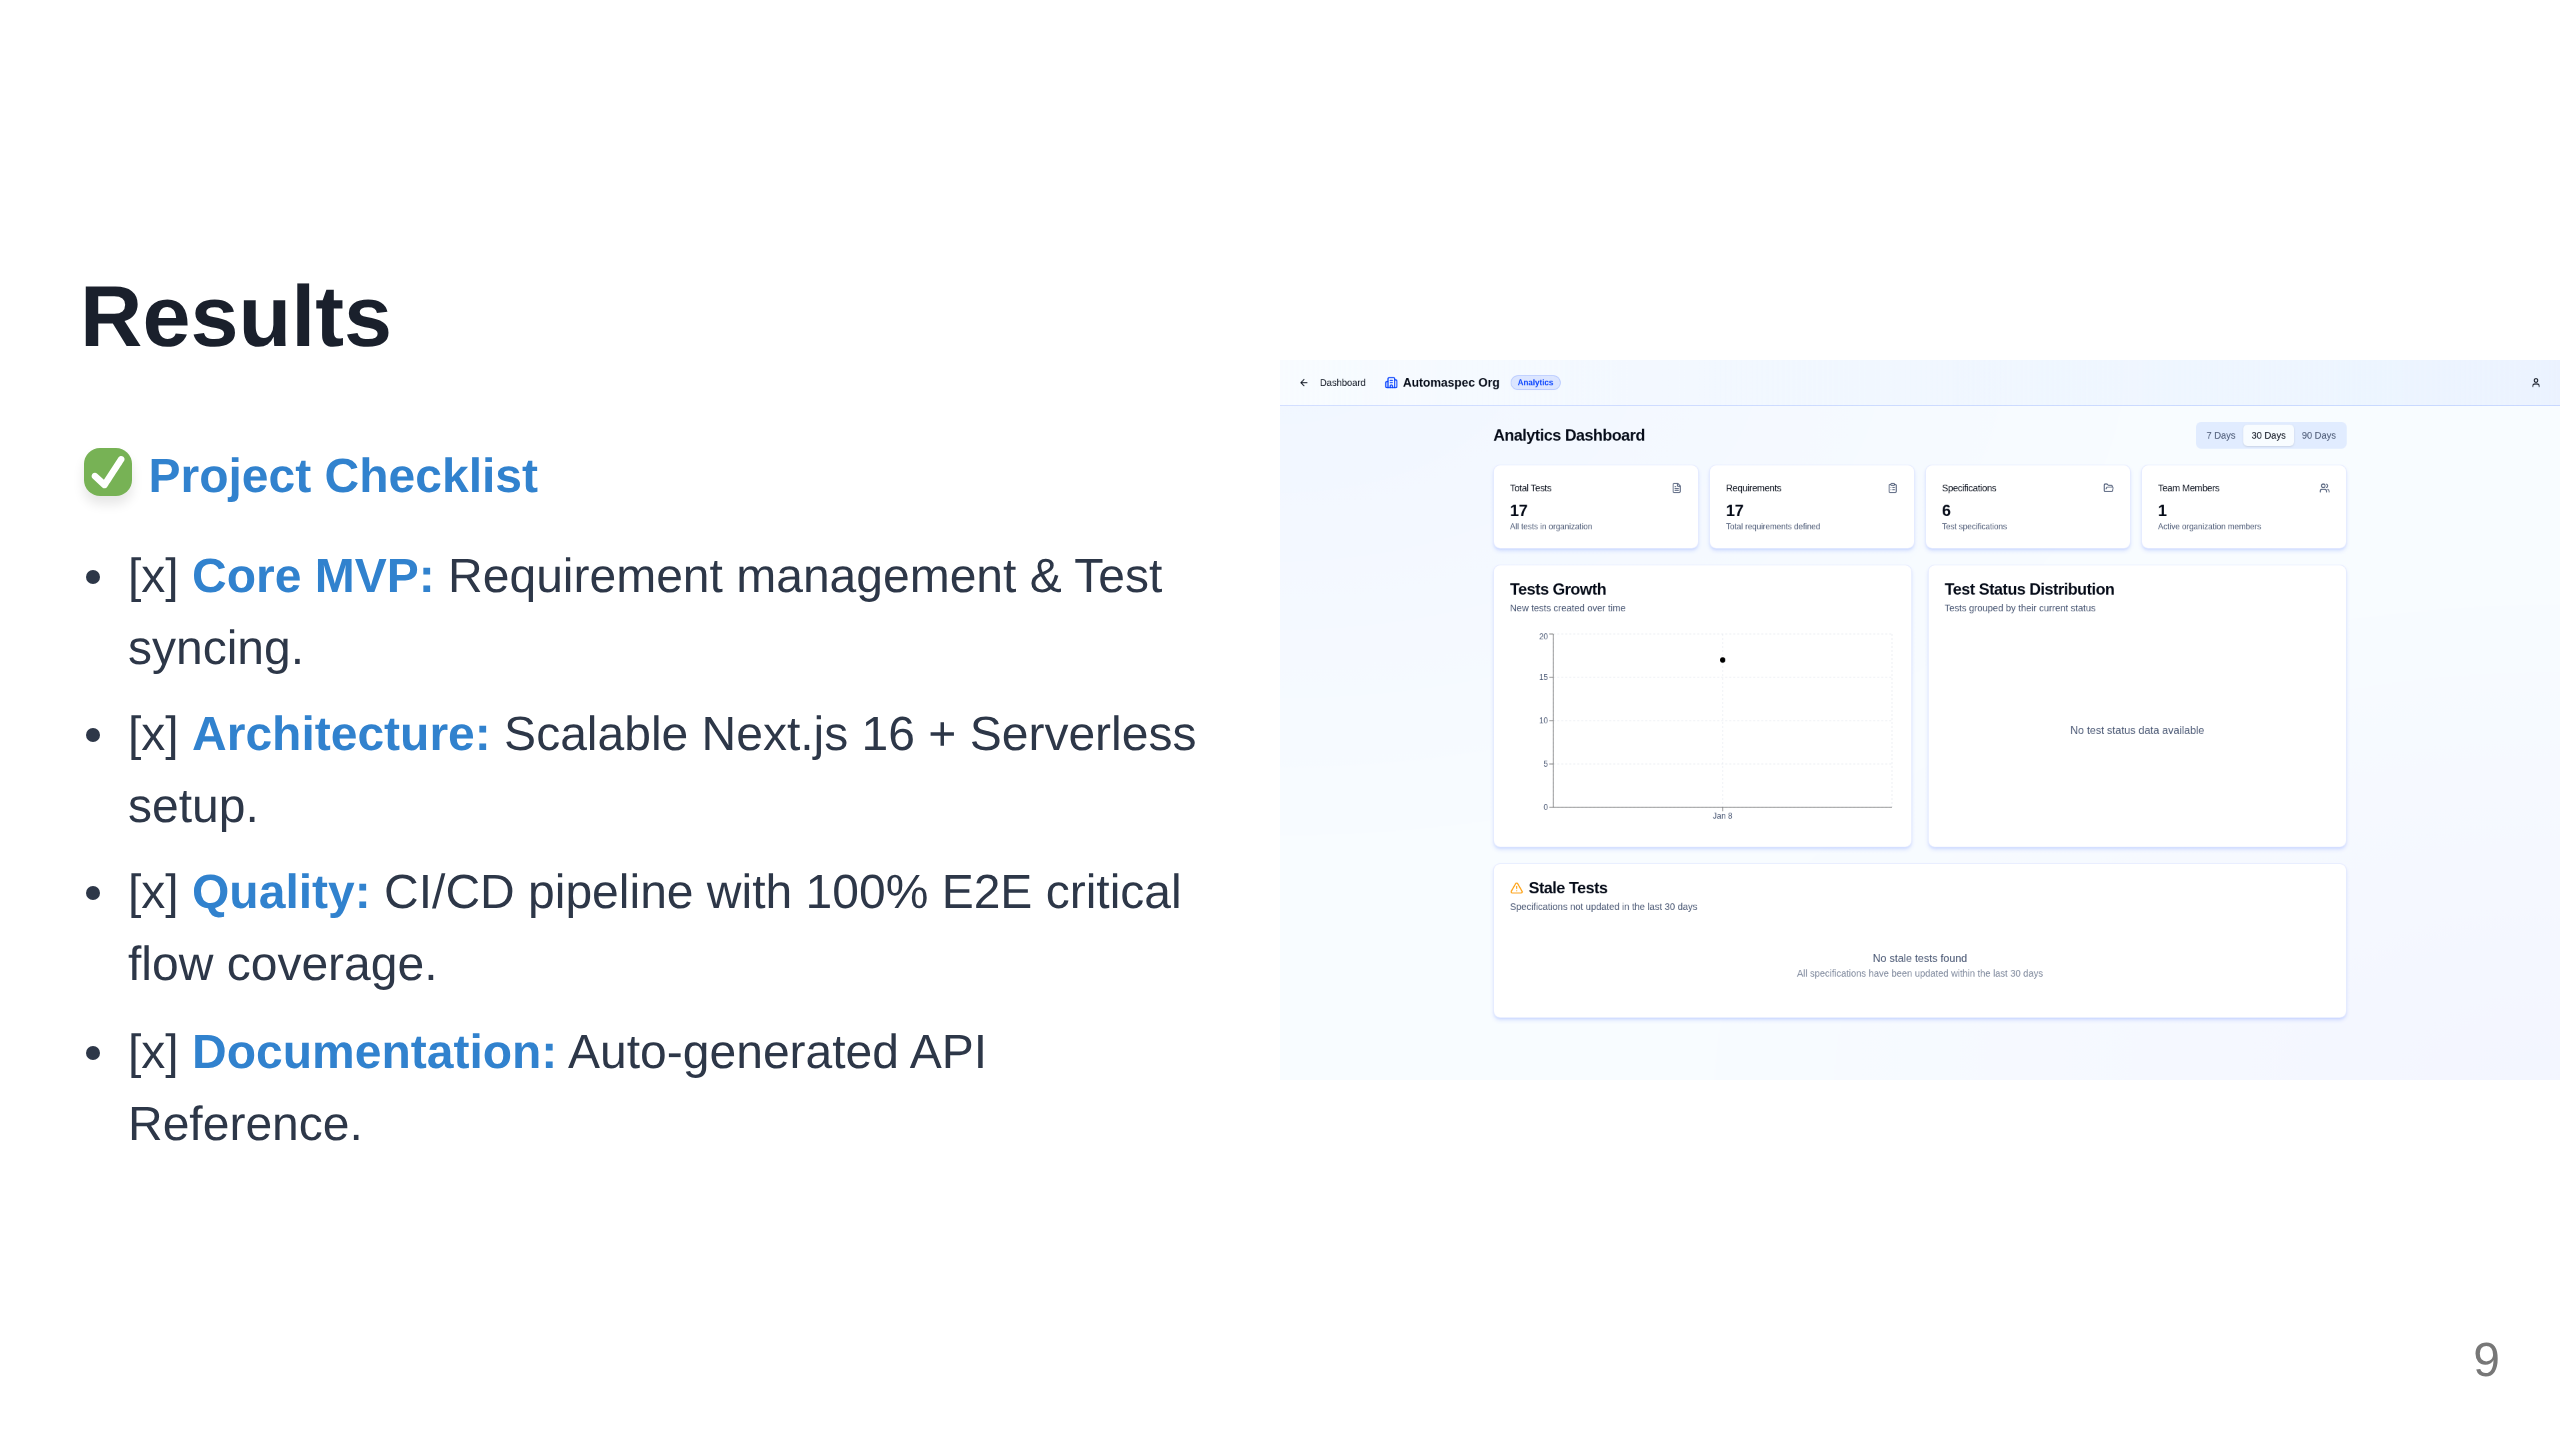 Results
✅ Project Checklist
• [x] Core MVP: Requirement management & Test
syncing.
• [x] Architecture: Scalable Next.js 16 + Serverless
setup.
• [x] Quality: CI/CD pipeline with 100% E2E critical
flow coverage.
• [x] Documentation: Auto-generated API
Reference.
Dashboard Automaspec Org Analytics
Analytics Dashboard
7 Days 30 Days 90 Days
Total Tests
17
All tests in organization
Requirements
17
Total requirements defined
Specifications
6
Test specifications
Team Members
1
Active organization members
Tests Growth
New tests created over time
20
15
10
5
0
Jan 8
Test Status Distribution
Tests grouped by their current status
No test status data available
Stale Tests
Specifications not updated in the last 30 days
No stale tests found
All specifications have been updated within the last 30 days
9